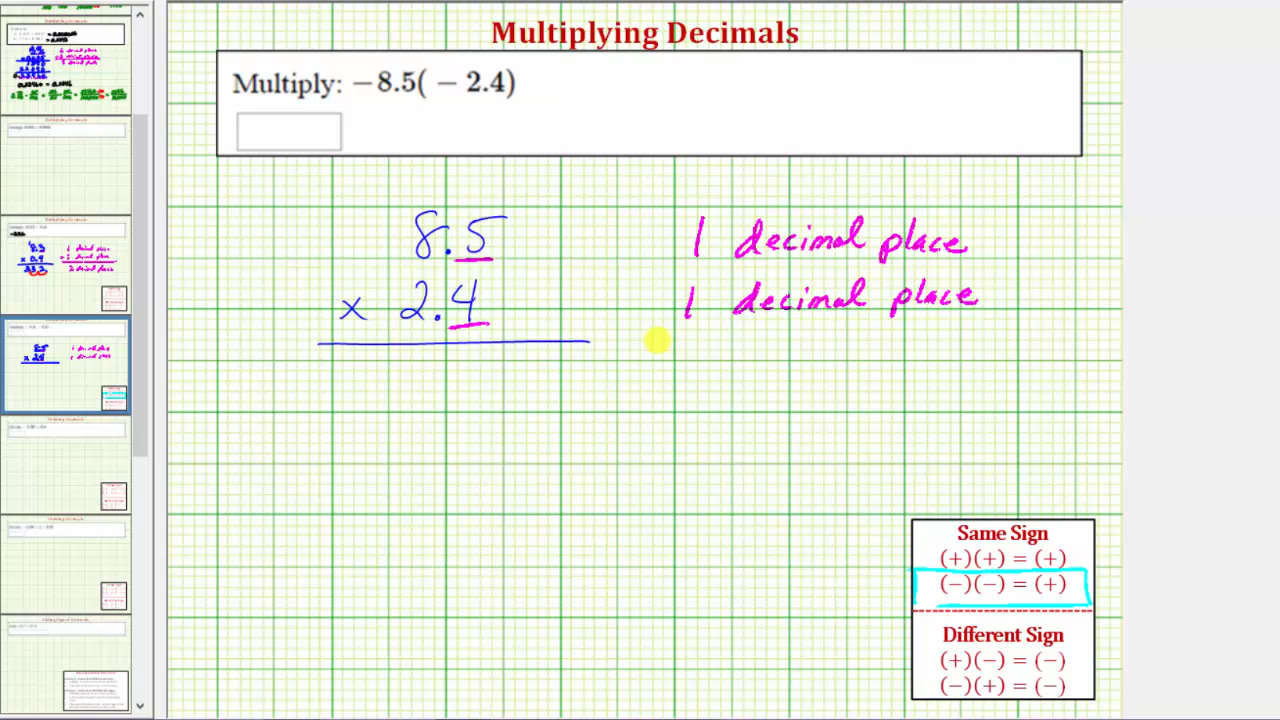 Multiplying Decimals
Multiply: −8.5( − 2.4)
8.5
1 decimal place
× 2.4
1 decimal place
Same Sign
(+)(+) = (+)
(−)(−) = (+)
Different Sign
(+)(−) = (−)
(−)(+) = (−)